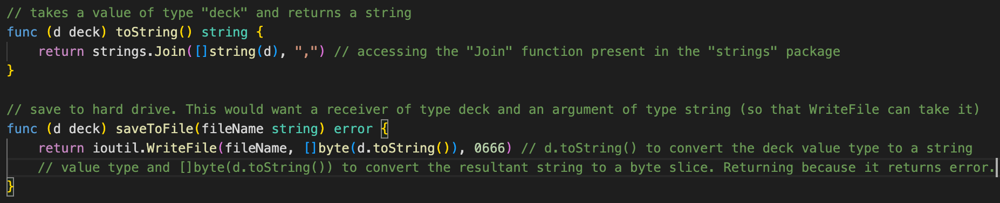 // takes a value of type "deck" and returns a string
func (d deck) toString() string {
    return strings.Join([]string(d), ",") // accessing the "Join" function present in the "strings" package
}

// save to hard drive. This would want a receiver of type deck and an argument of type string (so that WriteFile can take it)
func (d deck) saveToFile(fileName string) error {
    return ioutil.WriteFile(fileName, []byte(d.toString()), 0666) // d.toString() to convert the deck value type to a string
    // value type and []byte(d.toString()) to convert the resultant string to a byte slice. Returning because it returns error.
}